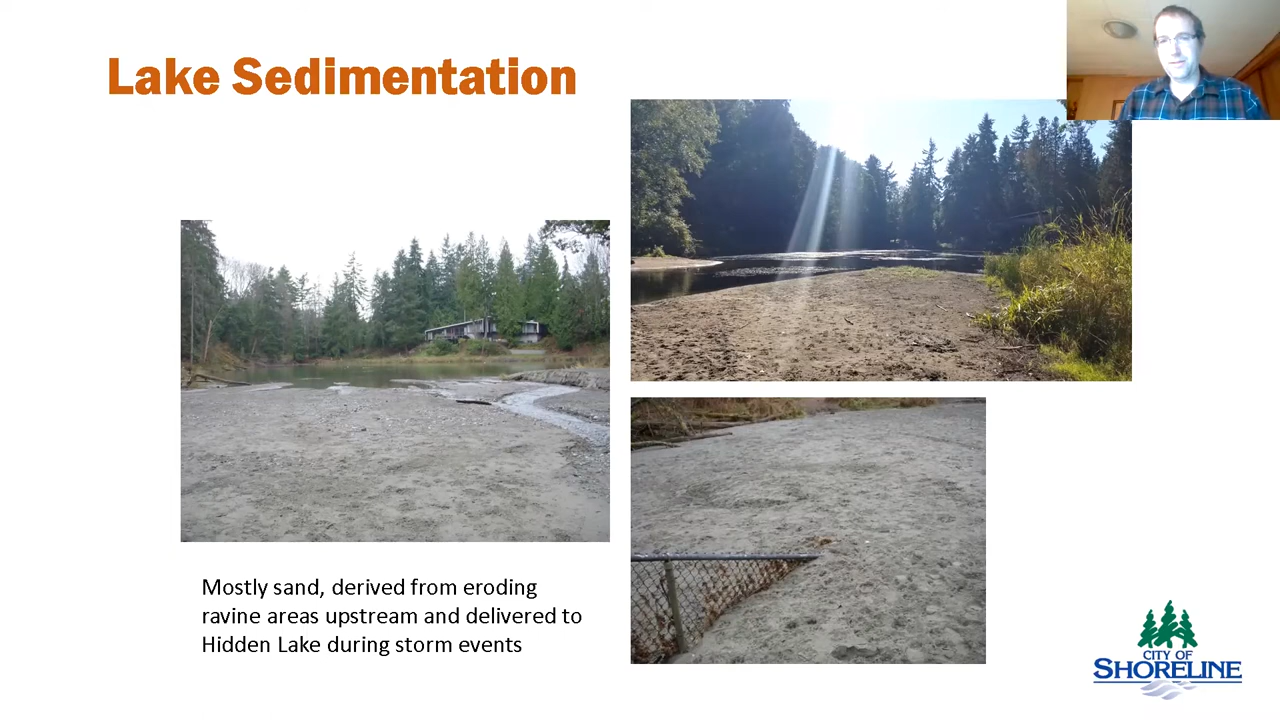 Lake Sedimentation
Mostly sand, derived from eroding
ravine areas upstream and delivered to
Hidden Lake during storm events
CITY OF
SHORELINE